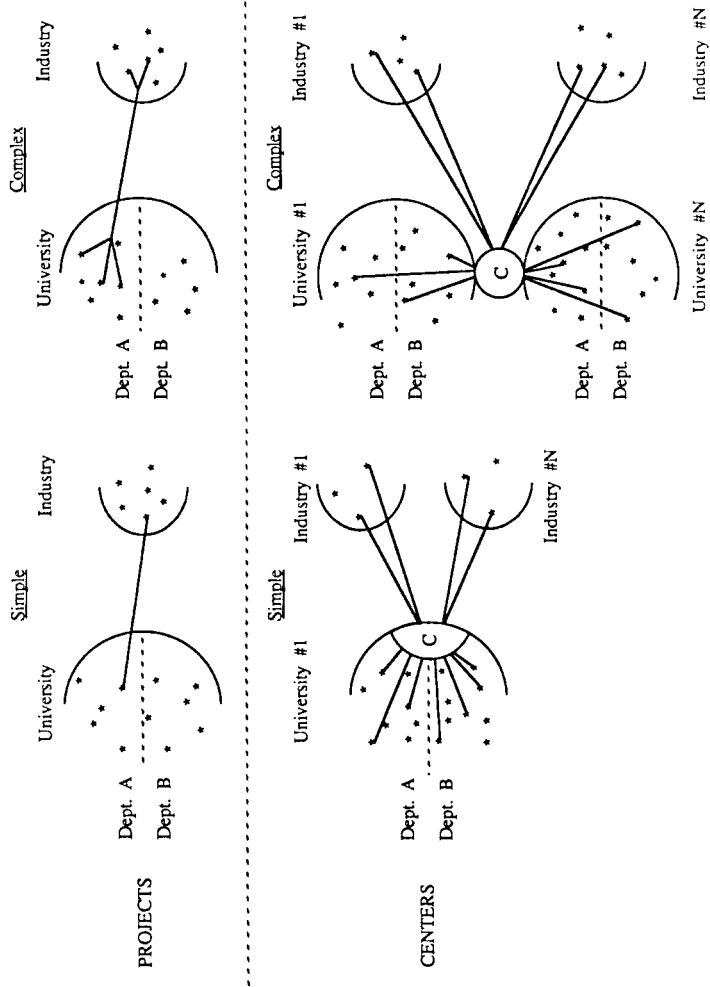 Simple
Complex
University
Industry
University
Industry
PROJECTS
Dept. A
Dept. B
Dept. A
Dept. B
Simple
Complex
University #1
Industry #1
University #1
Industry #1
CENTERS
Dept. A
Dept. B
C
Dept. A
Dept. B
C
Industry #N
Dept. A
Dept. B
University #N
Industry #N